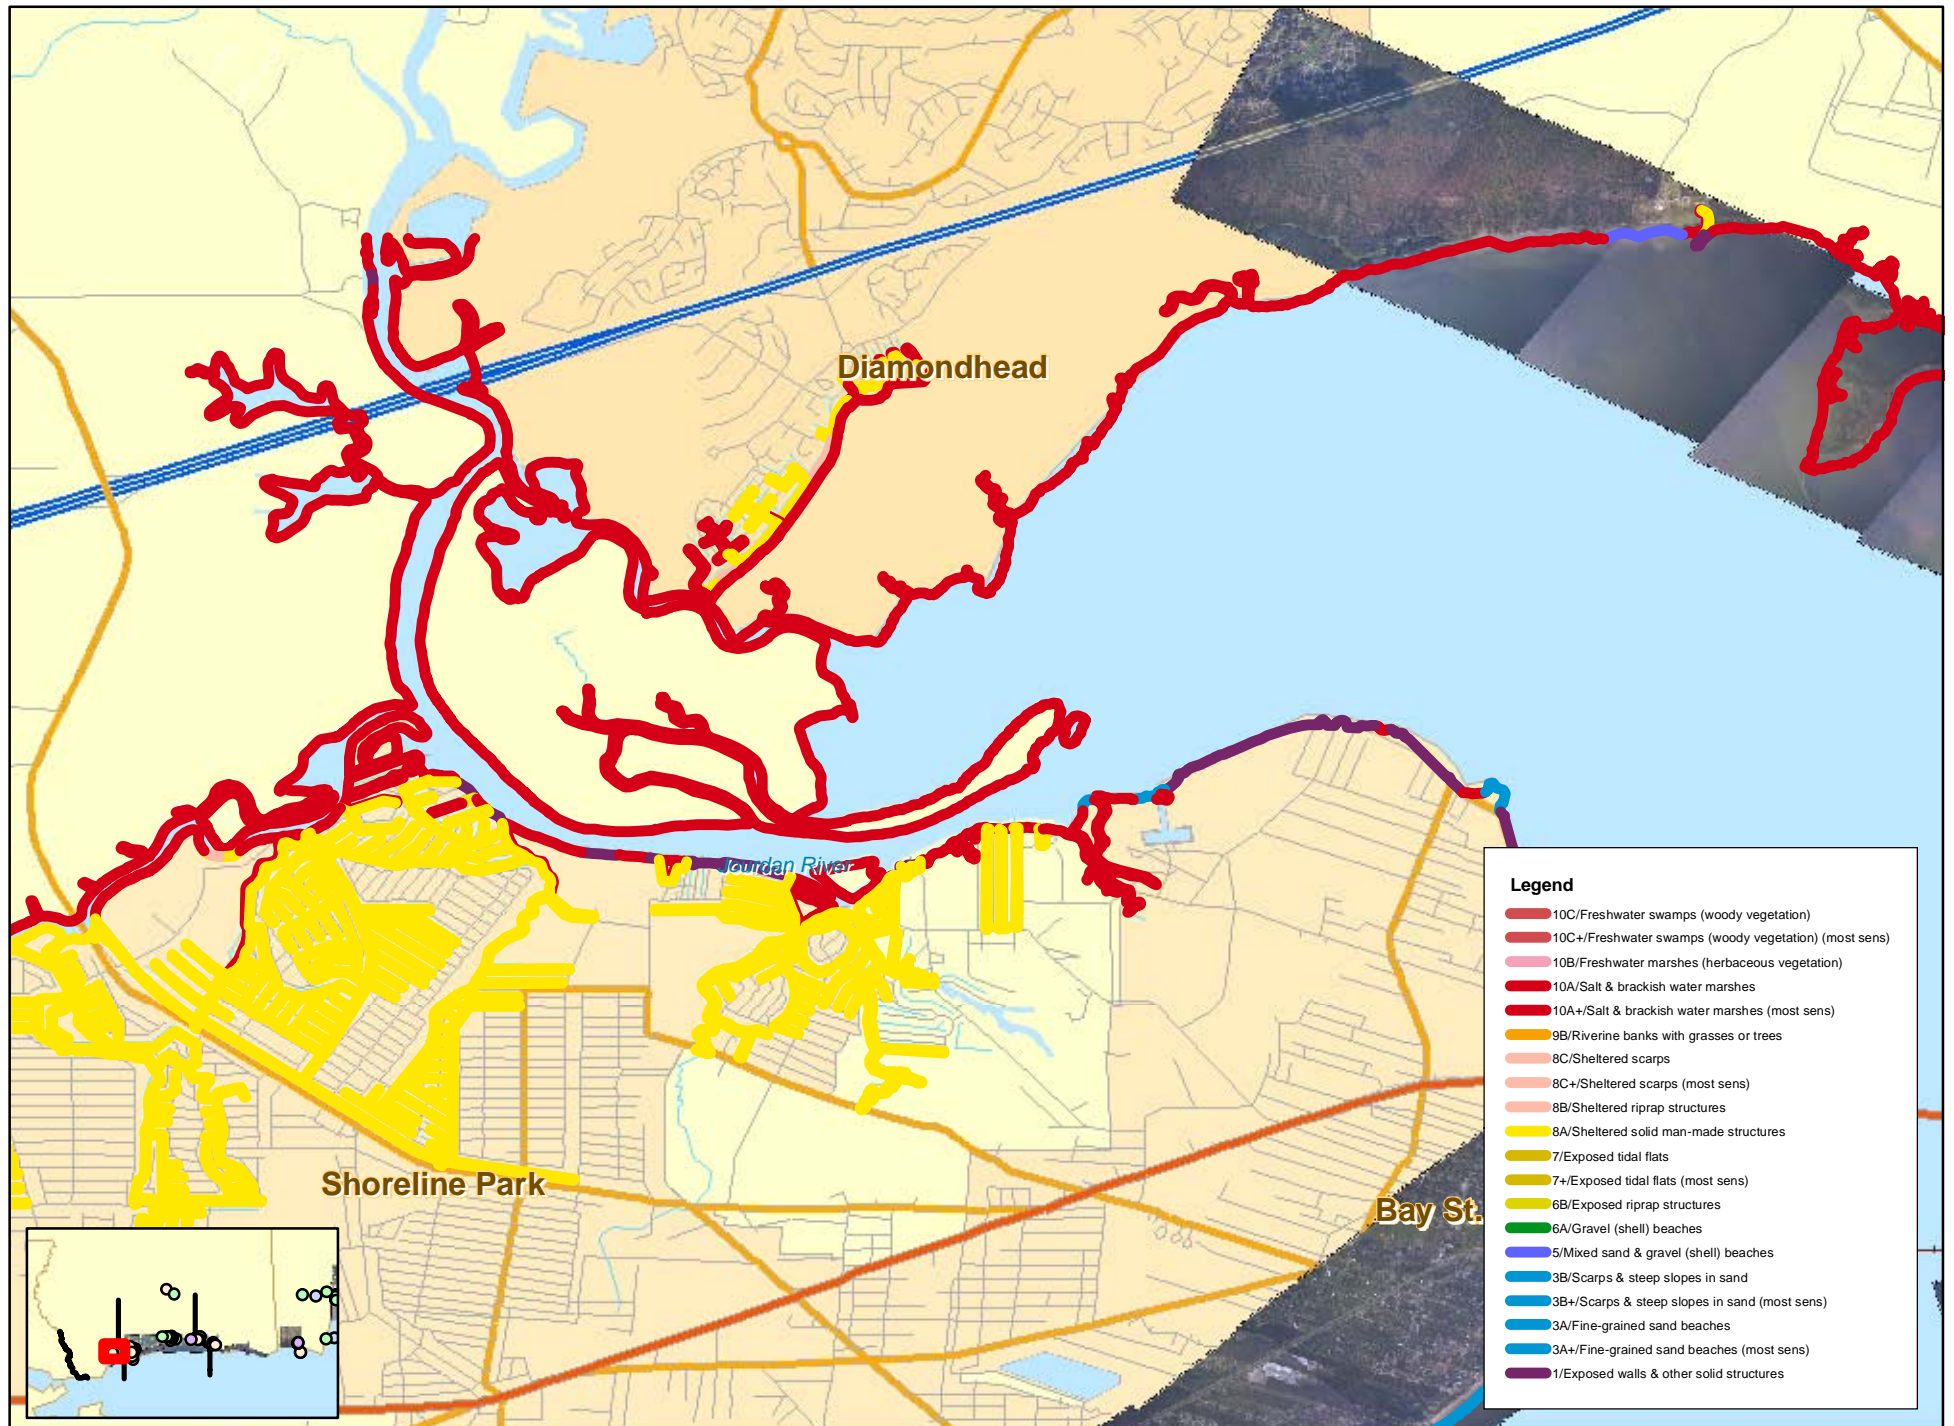 Diamondhead
Jourdan River
Shoreline Park
Bay St.
Legend
10C/Freshwater swamps (woody vegetation)
10C+/Freshwater swamps (woody vegetation) (most sens)
10B/Freshwater marshes (herbaceous vegetation)
10A/Salt & brackish water marshes
10A+/Salt & brackish water marshes (most sens)
9B/Riverine banks with grasses or trees
8C/Sheltered scarps
8C+/Sheltered scarps (most sens)
8B/Sheltered riprap structures
8A/Sheltered solid man-made structures
7/Exposed tidal flats
7+/Exposed tidal flats (most sens)
6B/Exposed riprap structures
6A/Gravel (shell) beaches
5/Mixed sand & gravel (shell) beaches
3B/Scarps & steep slopes in sand
3B+/Scarps & steep slopes in sand (most sens)
3A/Fine-grained sand beaches
3A+/Fine-grained sand beaches (most sens)
1/Exposed walls & other solid structures